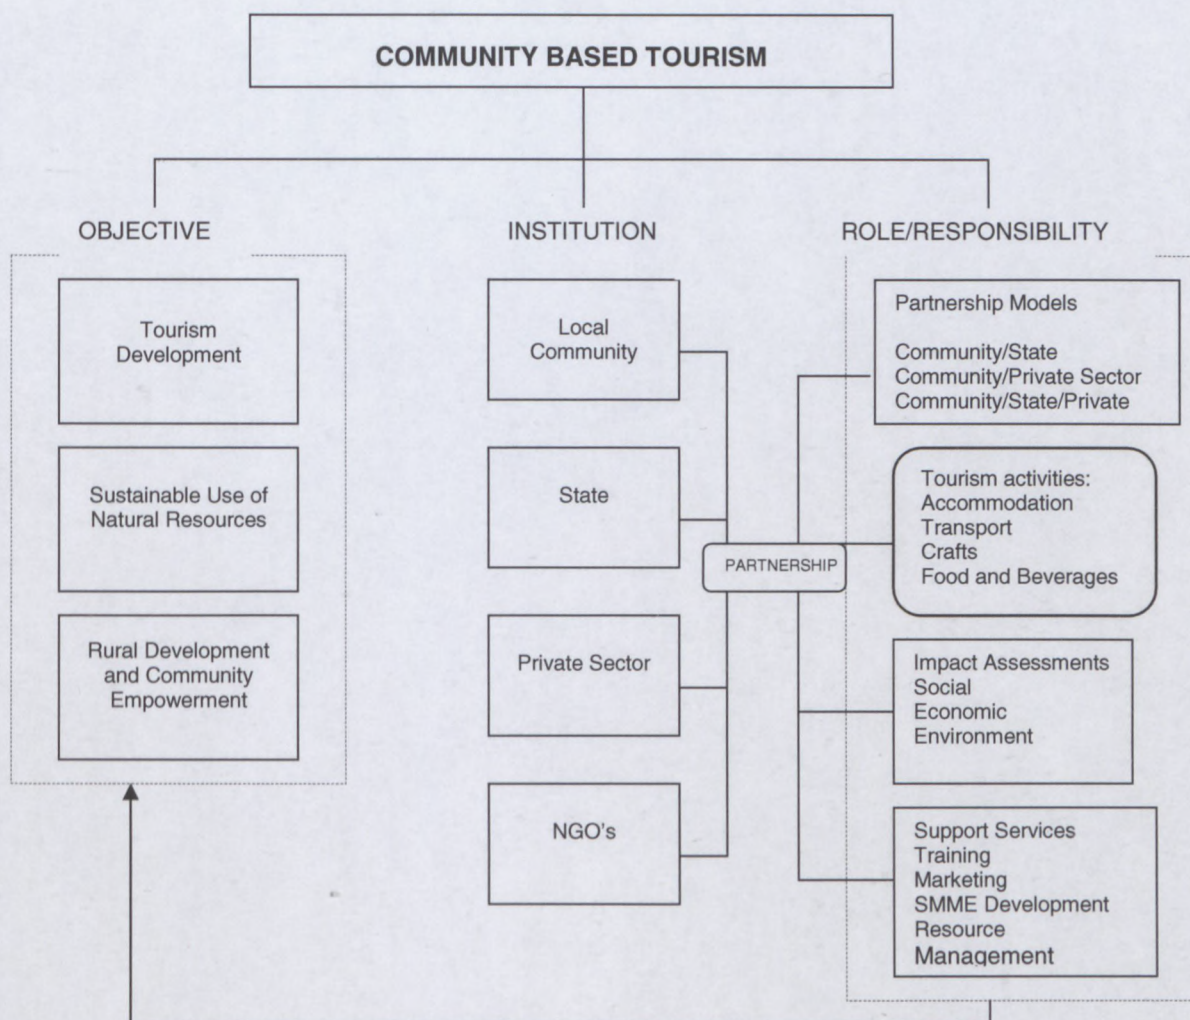 COMMUNITY BASED TOURISM
OBJECTIVE
Tourism
Development
Sustainable Use of
Natural Resources
Rural Development
and Community
Empowerment
INSTITUTION
Local
Community
State
Private Sector
NGO's
PARTNERSHIP
ROLE/RESPONSIBILITY
Partnership Models
Community/State
Community/Private Sector
Community/State/Private
Tourism activities:
Accommodation
Transport
Crafts
Food and Beverages
Impact Assessments
Social
Economic
Environment
Support Services
Training
Marketing
SMME Development
Resource
Management